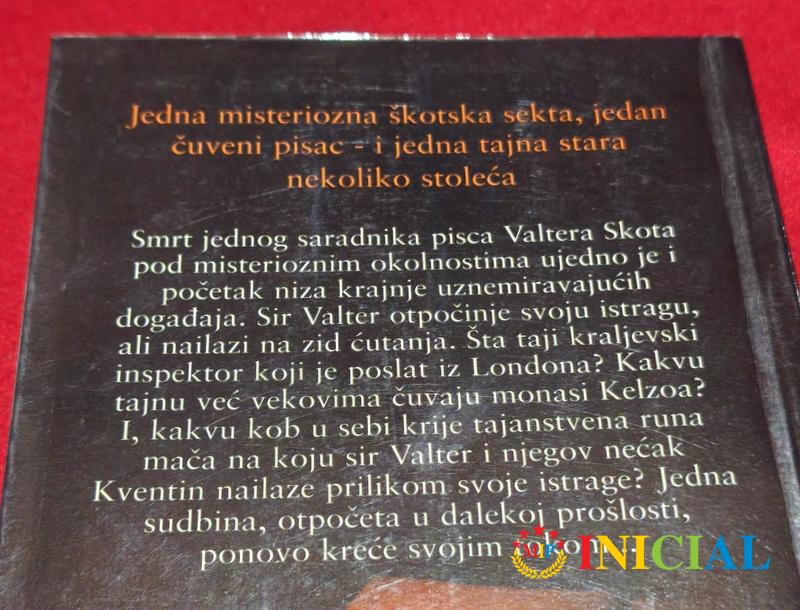 Jedna misteriozna škotska sekta, jedan
čuveni pisac - i jedna tajna stara
nekoliko stoleća
Smrt jednog saradnika pisca Valtera Skota
pod misterioznim okolnostima ujedno je i
početak niza krajnje uznemiravajućih
događaja. Sir Valter otpočinje svoju istragu,
ali nailazi na zid ćutanja. Šta taji kraljevski
inspektor koji je poslat iz Londona? Kakvu
tajnu već vekovima čuvaju monasi Kelzoa?
I, kakvu kob u sebi krije tajanstvena runa
mača na koju sir Valter i njegov nećak
Kventin nailaze prilikom svoje istrage? Jedna
sudbina, otpočeta u dalekoj prošlosti,
ponovo kreće svojim
INICIAL